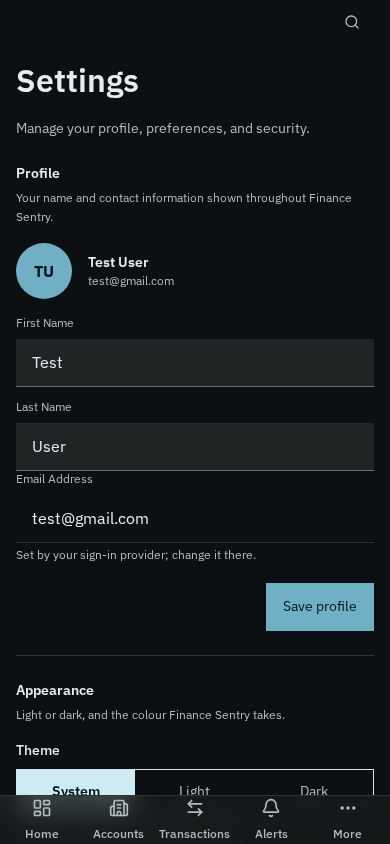 Settings
Manage your profile, preferences, and security.
Profile
Your name and contact information shown throughout Finance
Sentry.
TU
Test User
test@gmail.com
First Name
Test
Last Name
User
Email Address
test@gmail.com
Set by your sign-in provider; change it there.
Save profile
Appearance
Light or dark, and the colour Finance Sentry takes.
Theme
System Light Dark
Home Accounts Transactions Alerts More